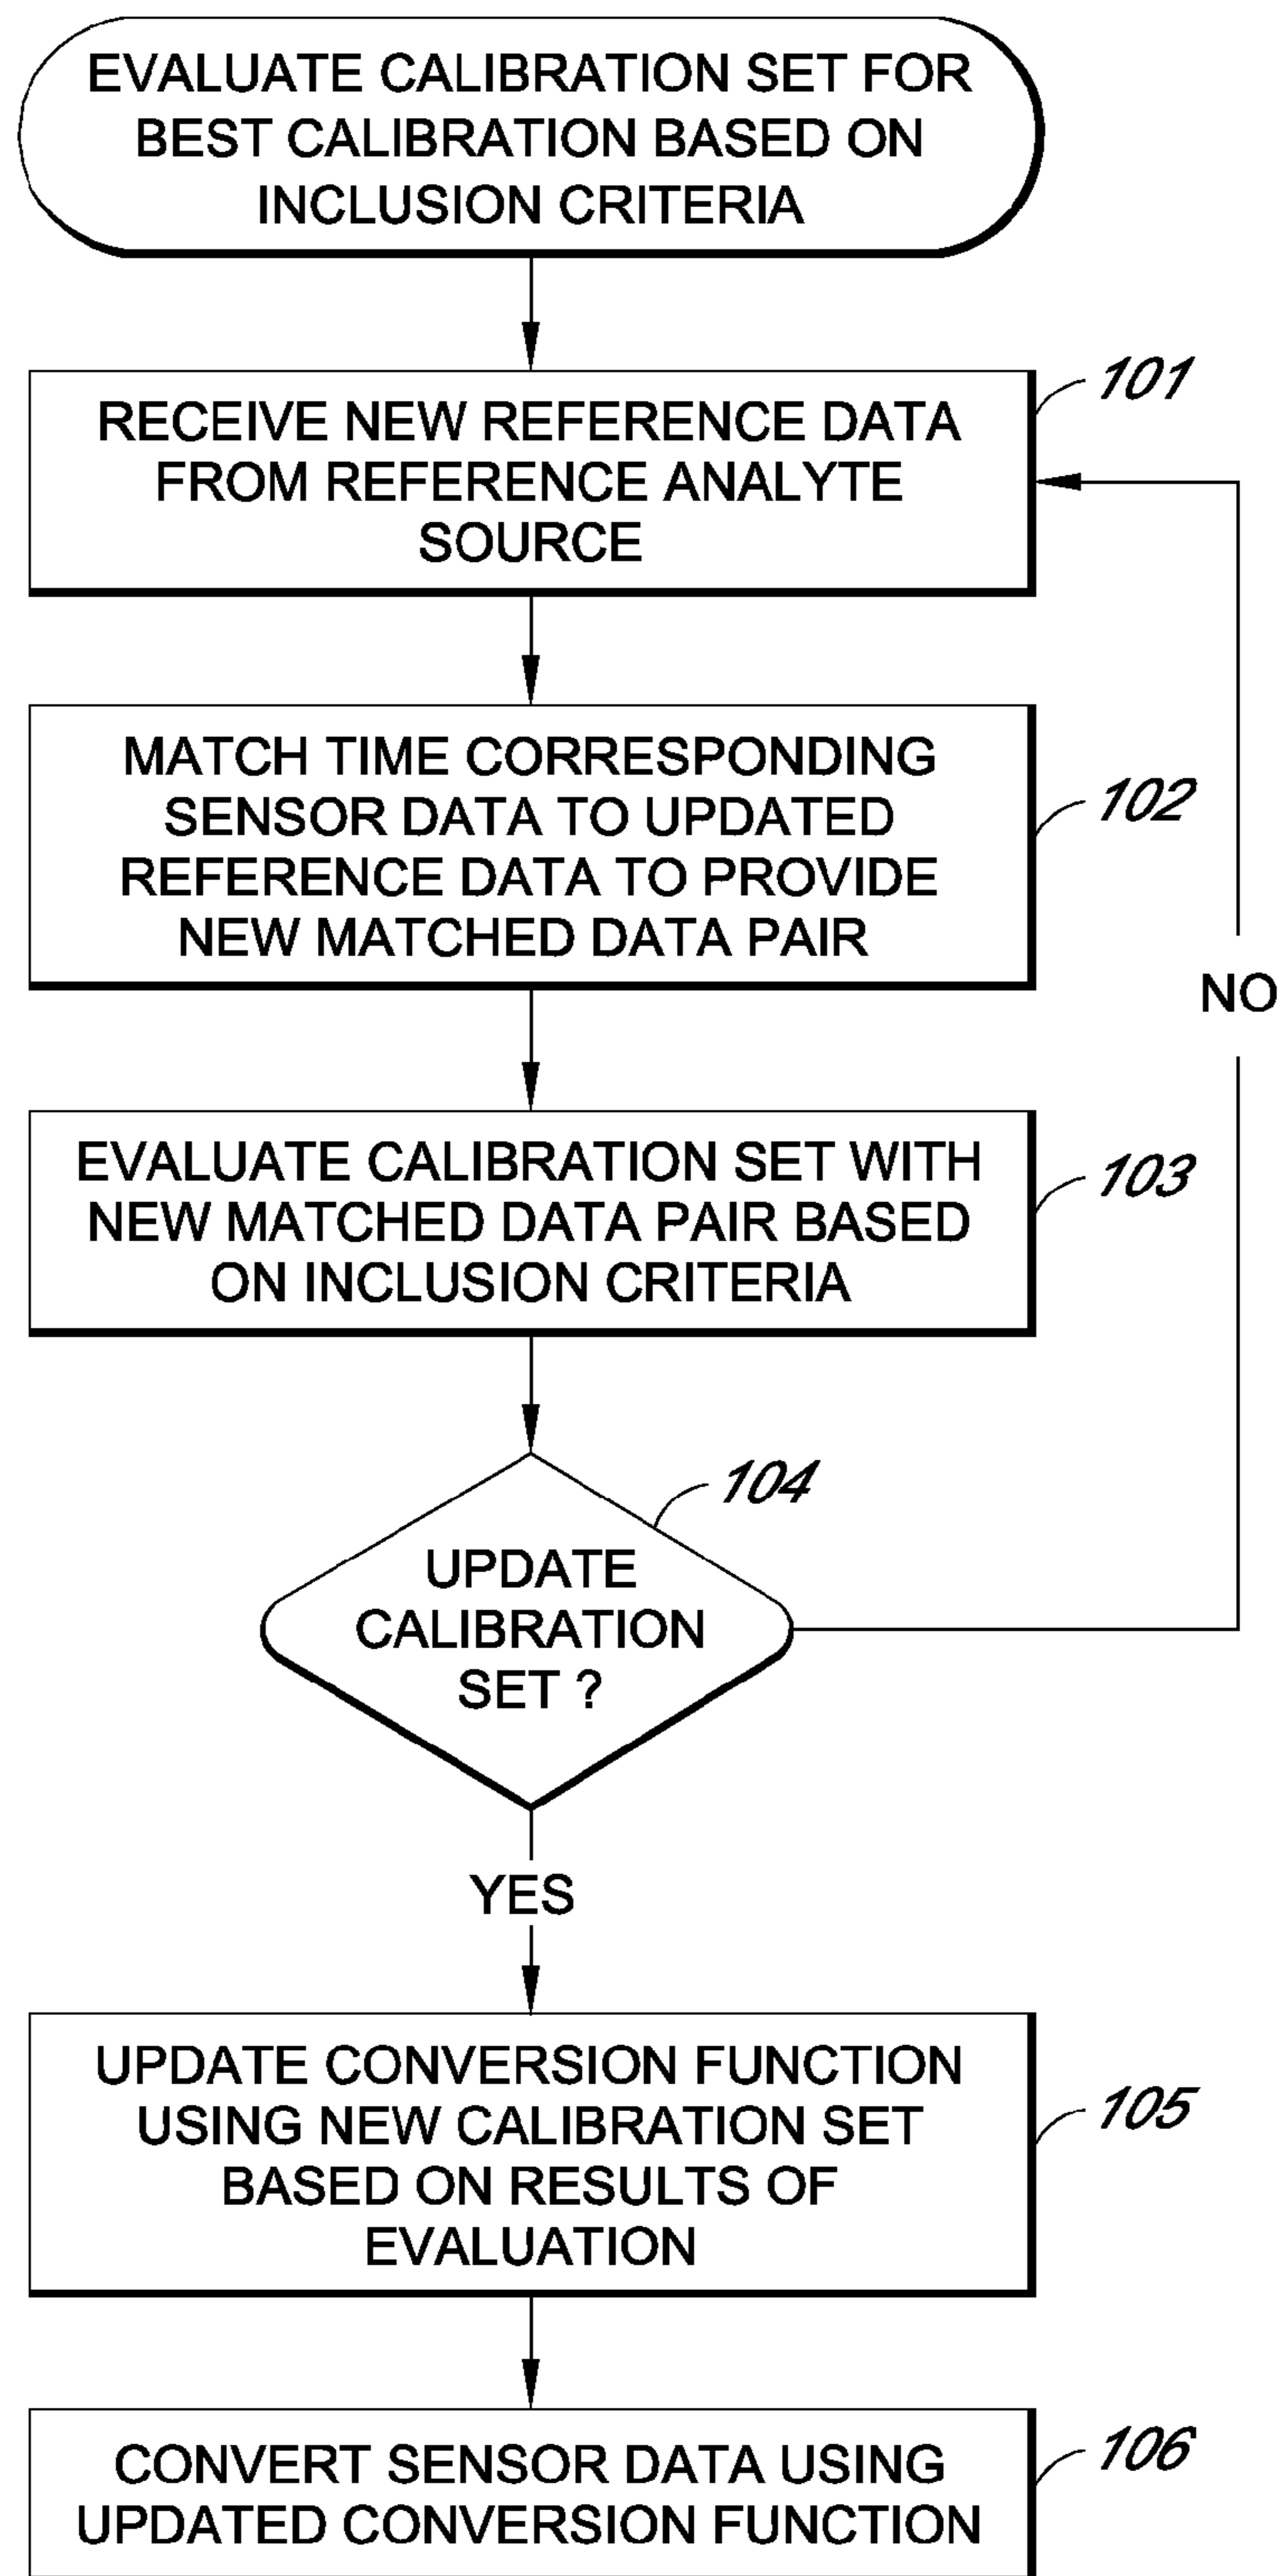 EVALUATE CALIBRATION SET FOR
BEST CALIBRATION BASED ON
INCLUSION CRITERIA
101
RECEIVE NEW REFERENCE DATA
FROM REFERENCE ANALYTE
SOURCE
102
MATCH TIME CORRESPONDING
SENSOR DATA TO UPDATED
REFERENCE DATA TO PROVIDE
NEW MATCHED DATA PAIR
NO
103
EVALUATE CALIBRATION SET WITH
NEW MATCHED DATA PAIR BASED
ON INCLUSION CRITERIA
104
UPDATE
CALIBRATION
SET ?
YES
105
UPDATE CONVERSION FUNCTION
USING NEW CALIBRATION SET
BASED ON RESULTS OF
EVALUATION
106
CONVERT SENSOR DATA USING
UPDATED CONVERSION FUNCTION